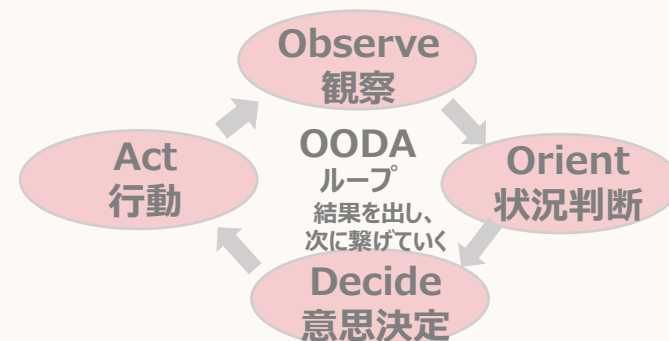 Observe
観察
OODA
ループ
結果を出し、
次に繋げていく
Orient
状況判断
Decide
意思決定
Act
行動